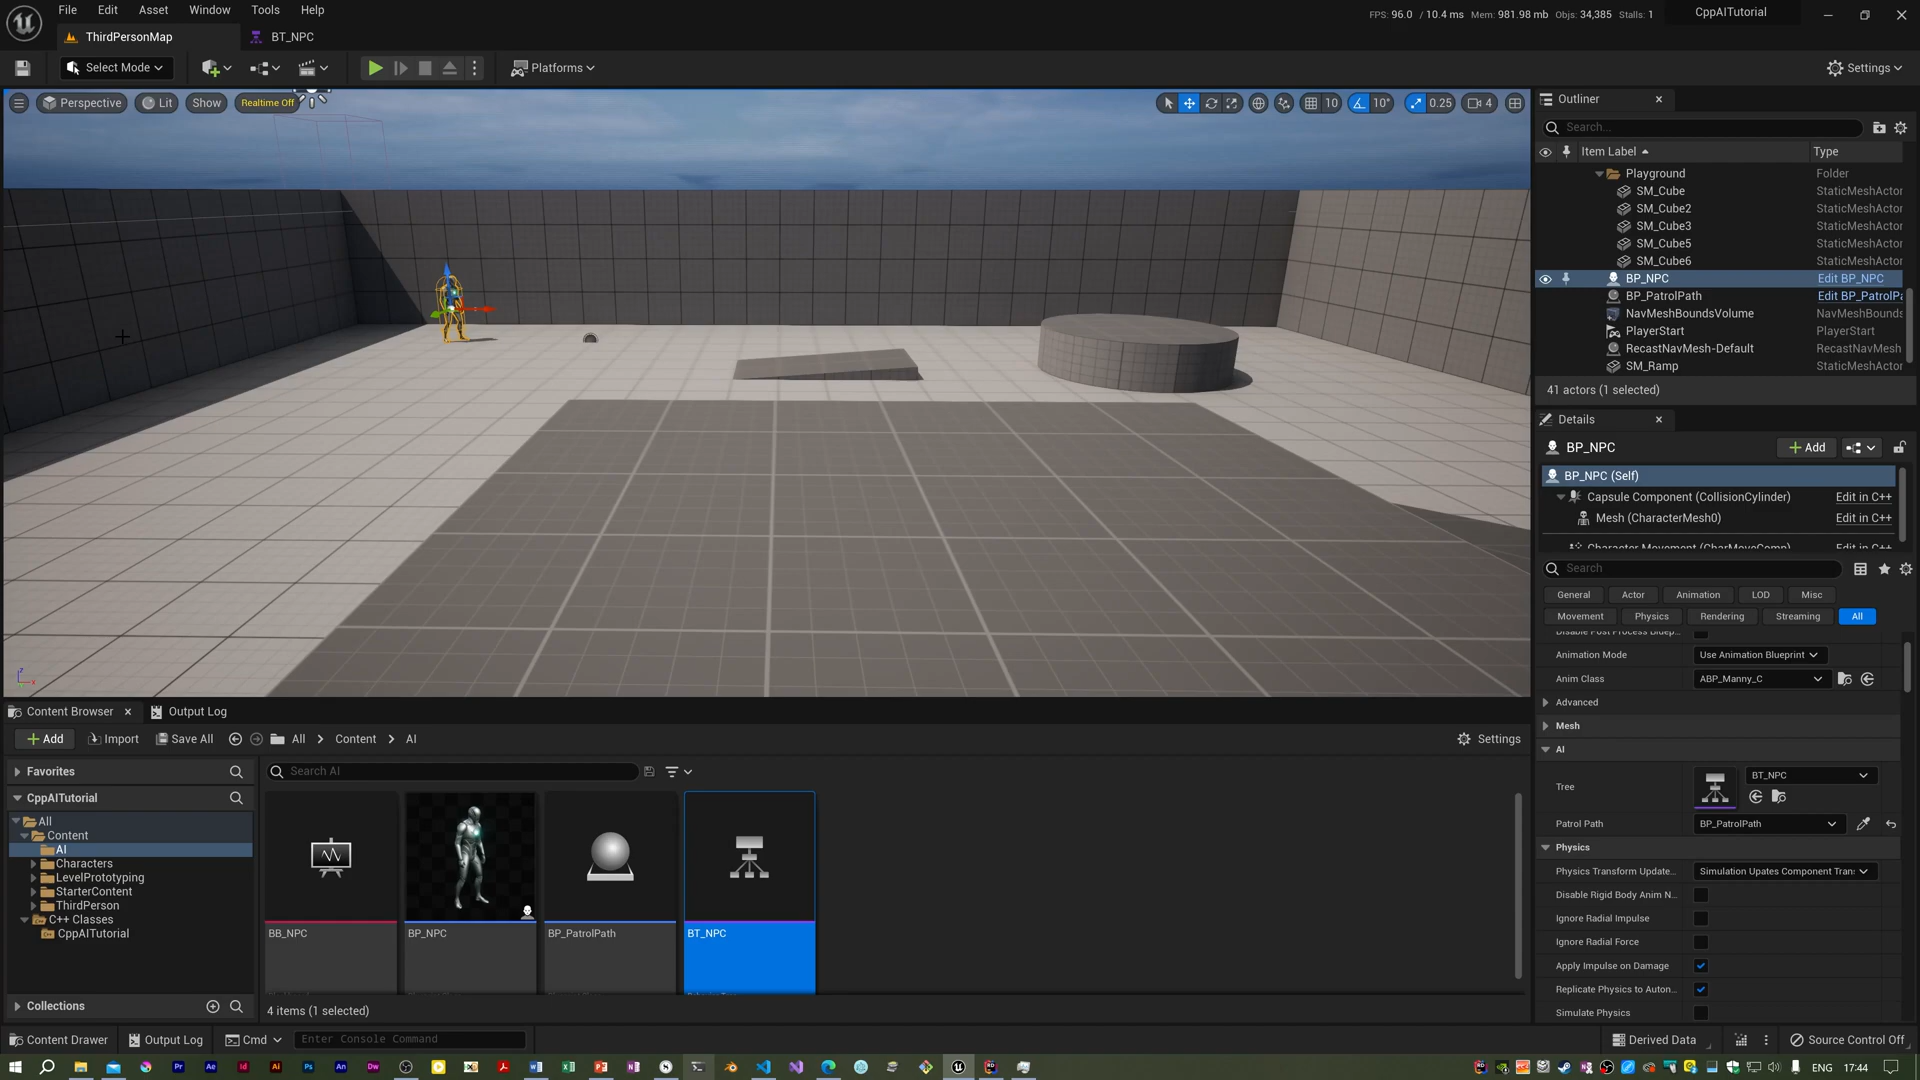 File Edit Asset Window Tools Help
FPS: 96.0 / 10.4 ms Mem: 981.98 mb Objs: 34,385 Stalls: 1
CppAITutorial
ThirdPersonMap
BT_NPC
Select Mode
Platforms
Settings
Perspective
Lit
Show
Realtime Off
10
10°
0.25
4
Outliner
Search...
Item Label
Type
Playground Folder
SM_Cube StaticMeshActor
SM_Cube2 StaticMeshActor
SM_Cube3 StaticMeshActor
SM_Cube5 StaticMeshActor
SM_Cube6 StaticMeshActor
BP_NPC Edit BP_NPC
BP_PatrolPath Edit BP_PatrolPa
NavMeshBoundsVolume NavMeshBounds
PlayerStart PlayerStart
RecastNavMesh-Default RecastNavMesh
SM_Ramp StaticMeshActor
41 actors (1 selected)
Details
BP_NPC
Add
BP_NPC (Self)
Capsule Component (CollisionCylinder) Edit in C++
Mesh (CharacterMesh0) Edit in C++
Character Movement (CharMoveComp) Edit in C++
Search
General Actor Animation LOD Misc
Movement Physics Rendering Streaming All
Disable Post Process Bluep...
Animation Mode Use Animation Blueprint
Anim Class ABP_Manny_C
Advanced
Mesh
AI
Tree BT_NPC
Patrol Path BP_PatrolPath
Physics
Physics Transform Update... Simulation Upates Component Tran
Disable Rigid Body Anim N...
Ignore Radial Impulse
Ignore Radial Force
Apply Impulse on Damage
Replicate Physics to Auton...
Simulate Physics
Content Browser
Output Log
Add Import Save All All Content AI
Settings
Favorites
Search AI
CppAITutorial
All
Content
AI
Characters
LevelPrototyping
StarterContent
ThirdPerson
C++ Classes
CppAITutorial
Collections
BB_NPC
BP_NPC
BP_PatrolPath
BT_NPC
4 items (1 selected)
Content Drawer
Output Log
Cmd
Enter Console Command
Derived Data
Source Control Off
Pr Ae Id Ai Ps An Dw
ENG 17:44